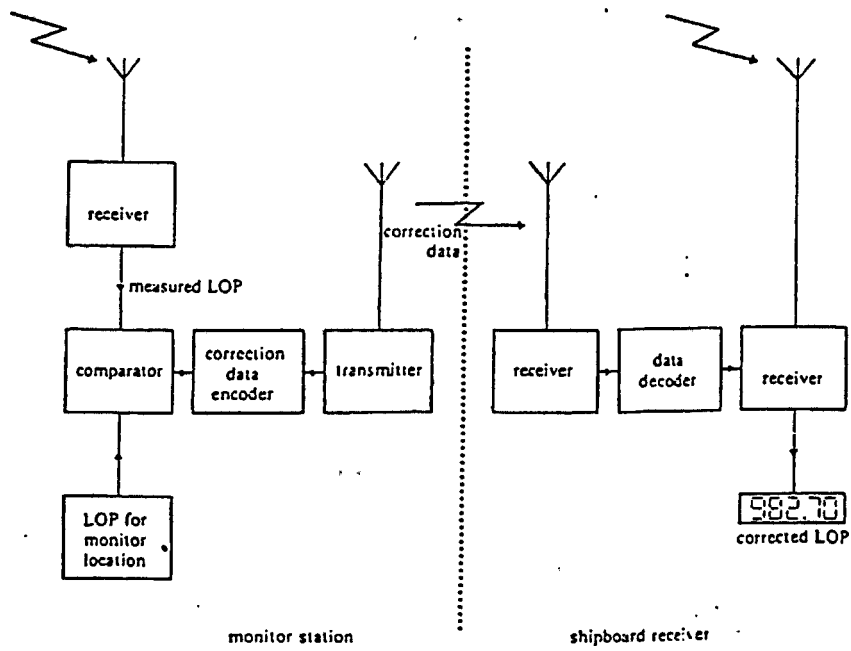 receiver
measured LOP
comparator
correction
data
encoder
transmitter
LOP for
monitor
location
monitor station
correction
data
receiver
data
decoder
receiver
982.70
corrected LOP
shipboard receiver